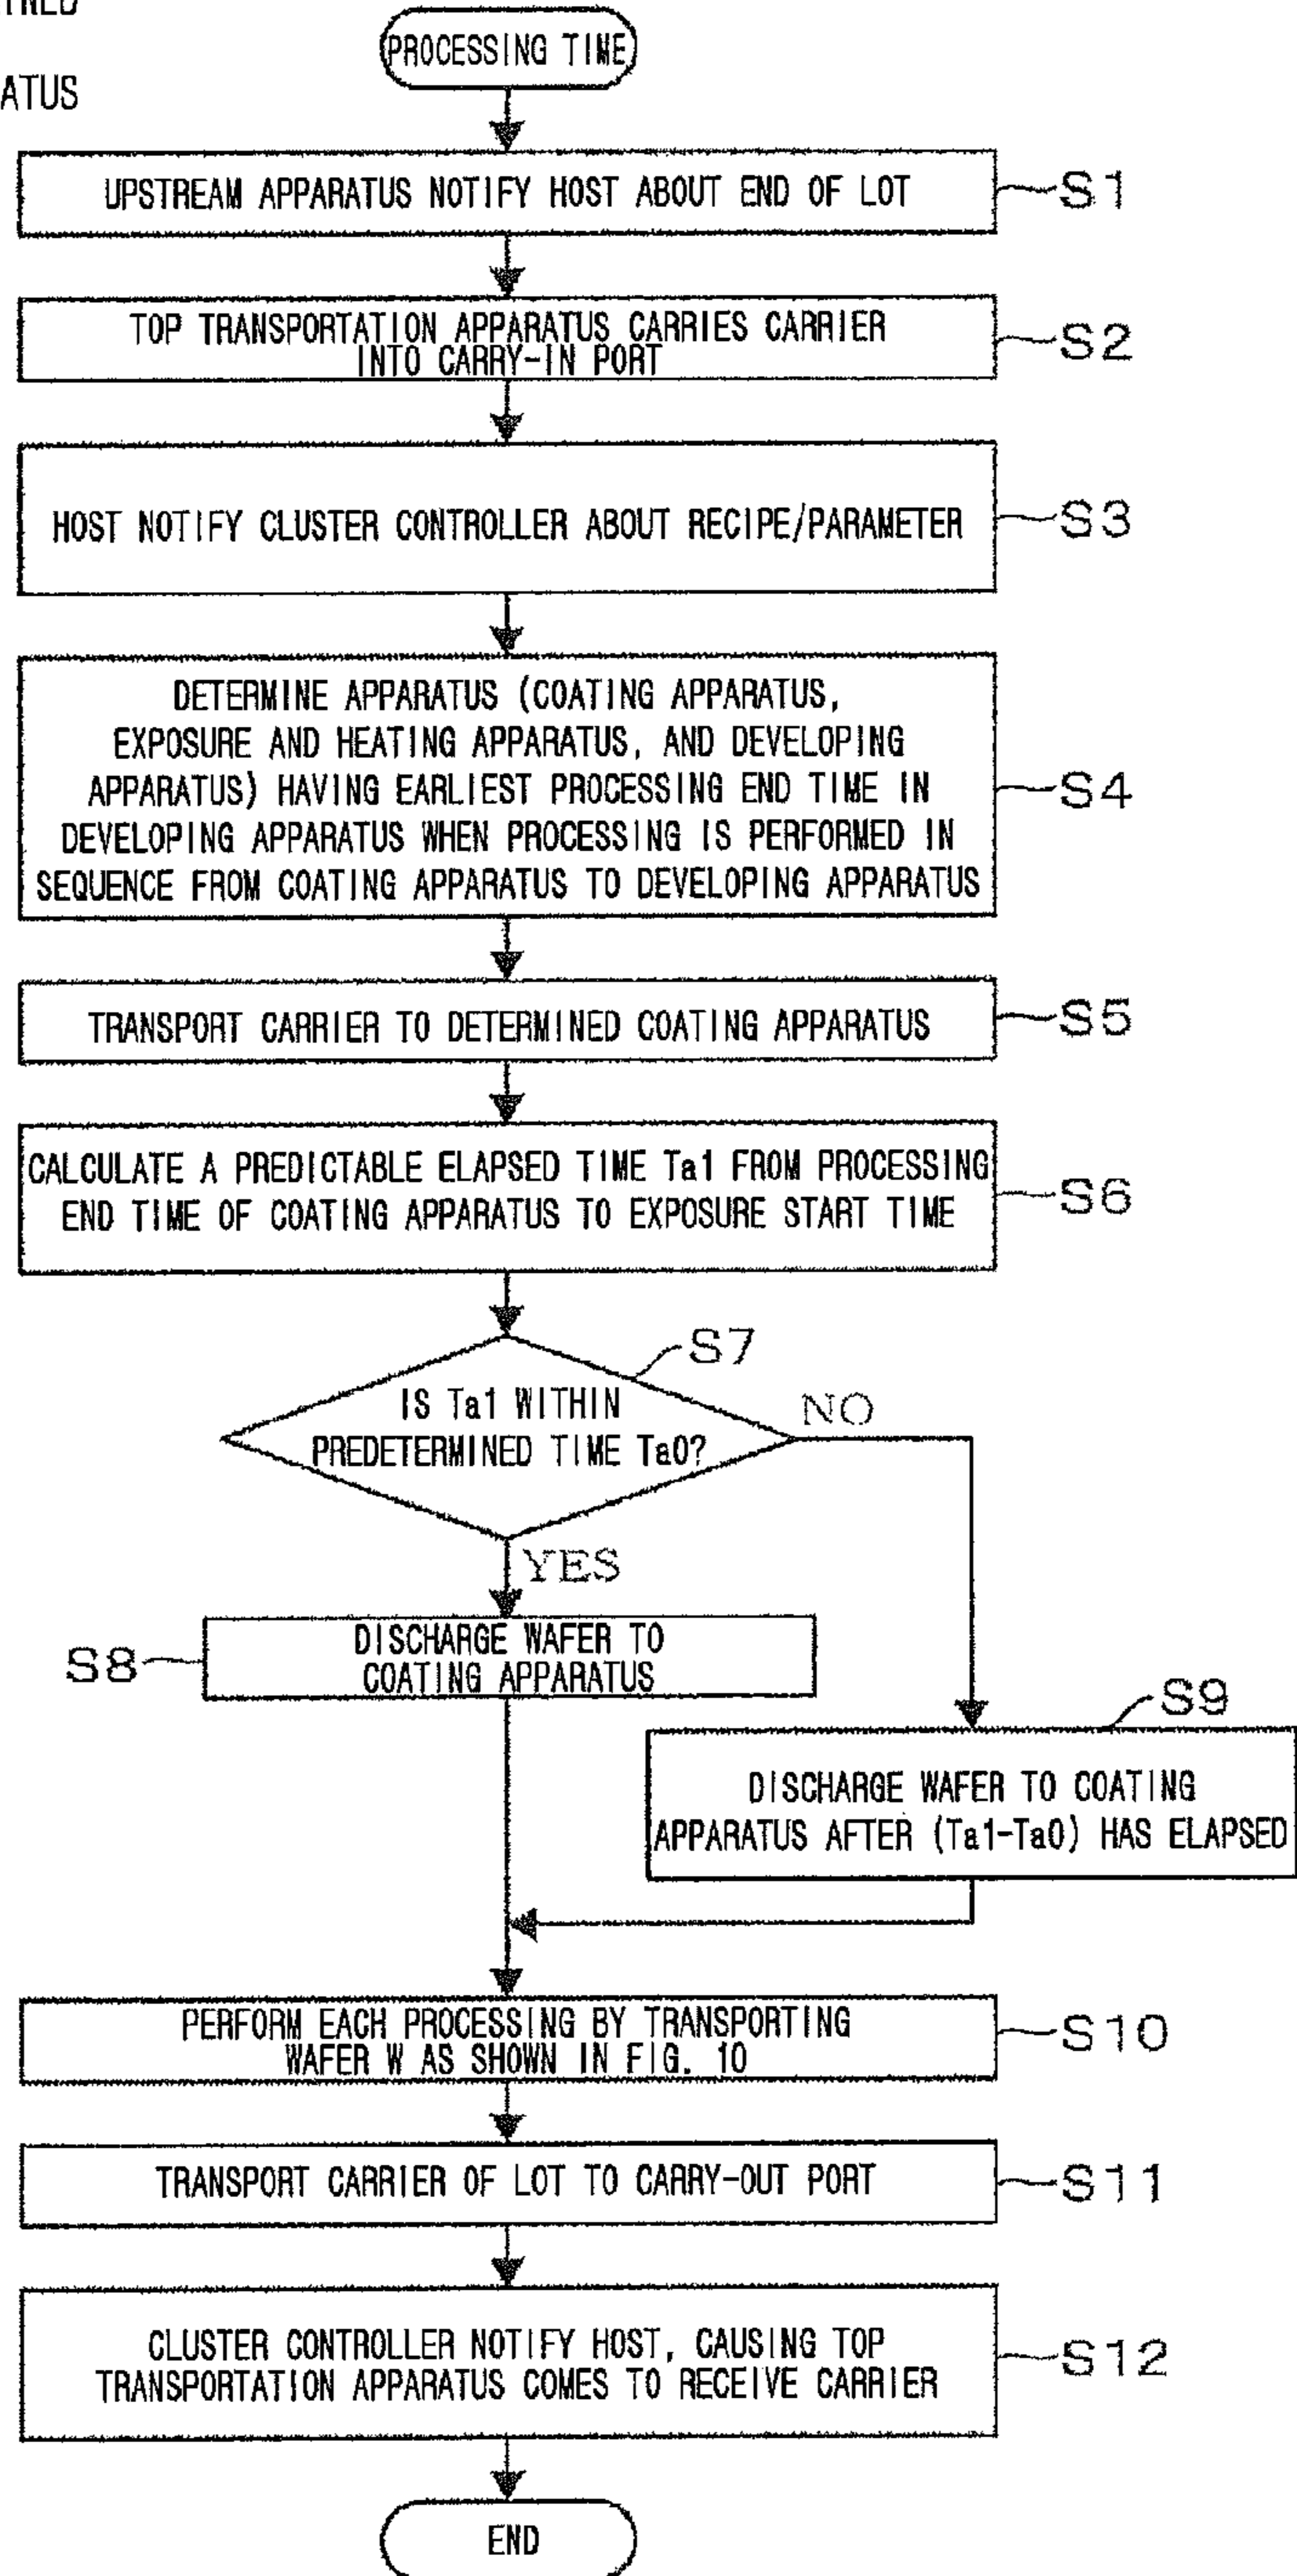 ATUS
PROCESSING TIME
UPSTREAM APPARATUS NOTIFY HOST ABOUT END OF LOT
S1
TOP TRANSPORTATION APPARATUS CARRIES CARRIER
INTO CARRY-IN PORT
S2
HOST NOTIFY CLUSTER CONTROLLER ABOUT RECIPE/PARAMETER
S3
DETERMINE APPARATUS (COATING APPARATUS,
EXPOSURE AND HEATING APPARATUS, AND DEVELOPING
APPARATUS) HAVING EARLIEST PROCESSING END TIME IN
DEVELOPING APPARATUS WHEN PROCESSING IS PERFORMED IN
SEQUENCE FROM COATING APPARATUS TO DEVELOPING APPARATUS
S4
TRANSPORT CARRIER TO DETERMINED COATING APPARATUS
S5
CALCULATE A PREDICTABLE ELAPSED TIME Ta1 FROM PROCESSING
END TIME OF COATING APPARATUS TO EXPOSURE START TIME
S6
S7
IS Ta1 WITHIN
PREDETERMINED TIME Ta0?
NO
YES
DISCHARGE WAFER TO
COATING APPARATUS
S8
S9
DISCHARGE WAFER TO COATING
APPARATUS AFTER (Ta1-Ta0) HAS ELAPSED
PERFORM EACH PROCESSING BY TRANSPORTING
WAFER W AS SHOWN IN FIG. 10
S10
TRANSPORT CARRIER OF LOT TO CARRY-OUT PORT
S11
CLUSTER CONTROLLER NOTIFY HOST, CAUSING TOP
TRANSPORTATION APPARATUS COMES TO RECEIVE CARRIER
S12
END